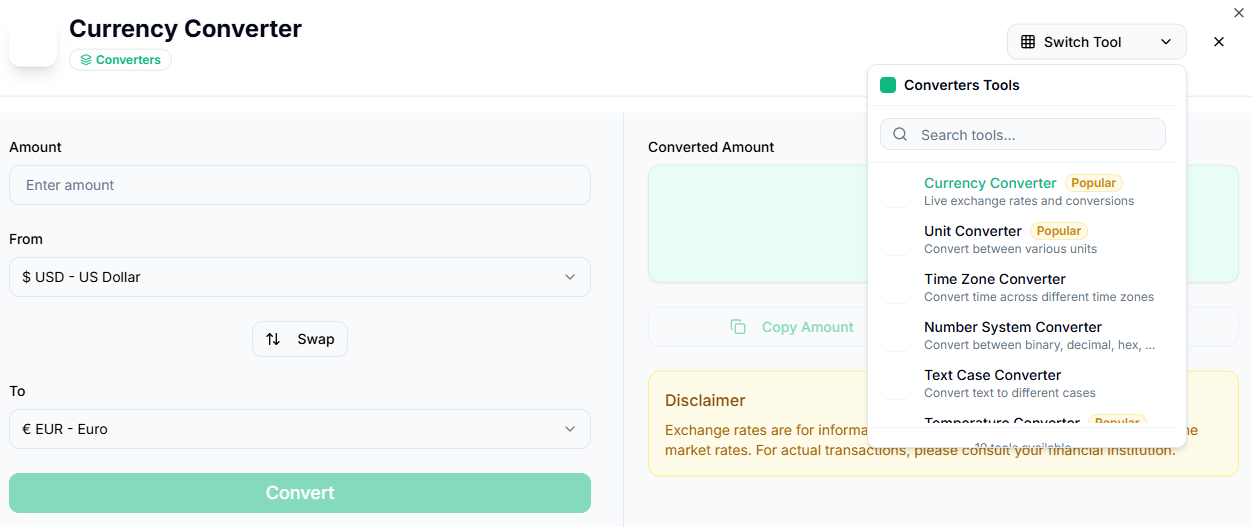 Currency Converter
Converters
Switch Tool
Converters Tools
Search tools...
Currency Converter Popular
Live exchange rates and conversions
Unit Converter Popular
Convert between various units
Time Zone Converter
Convert time across different time zones
Number System Converter
Convert between binary, decimal, hex, ...
Text Case Converter
Convert text to different cases
Temperature Converter Popular
10 tools available
Amount
Enter amount
From
$ USD - US Dollar
Swap
To
€ EUR - Euro
Convert
Converted Amount
Copy Amount
Disclaimer
Exchange rates are for informa
market rates. For actual transactions, please consult your financial institution.